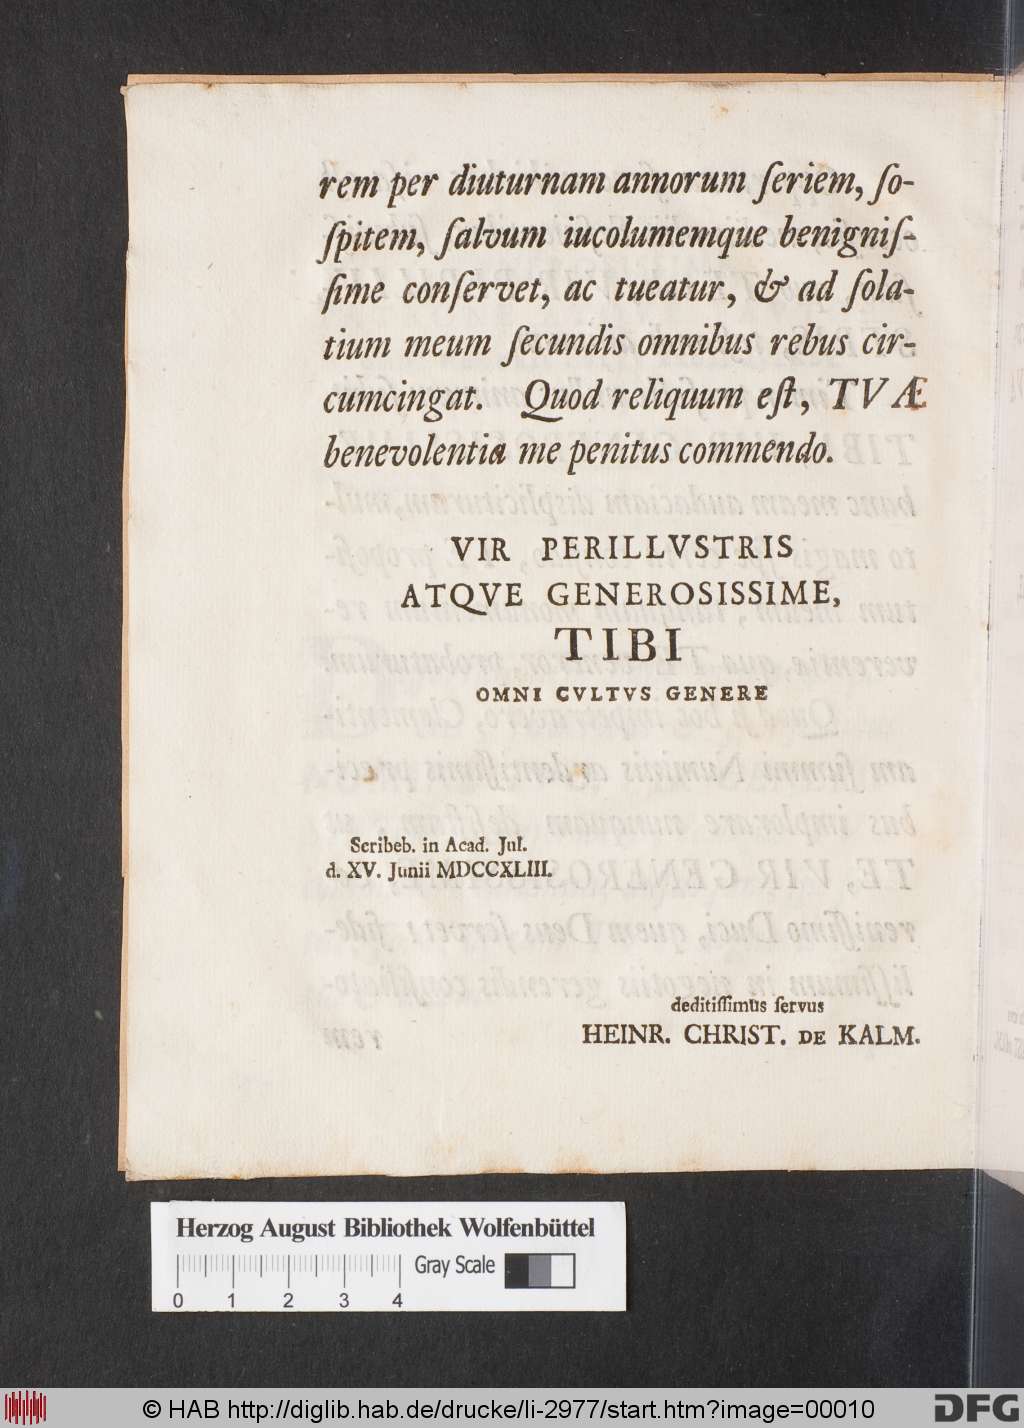 rem per diuturnam annorum ſeriem, ſo-
ſpitem, ſalvum iucolumemque benigniſ-
ſime conſervet, ac tueatur, & ad ſola-
tium meum ſecundis omnibus rebus cir-
cumcingat. Quod reliquum eſt, TVÆ
benevolentia me penitus commendo.
VIR PERILLVSTRIS
ATQVE GENEROSISSIME,
TIBI
OMNI CVLTVS GENERE
Scribeb. in Acad. Jul.
d. XV. Junii MDCCXLIII.
deditiſſimus ſervus
HEINR. CHRIST. DE KALM.
Herzog August Bibliothek Wolfenbüttel
Gray Scale
0 1 2 3 4
© HAB http://diglib.hab.de/drucke/li-2977/start.htm?image=00010
DFG